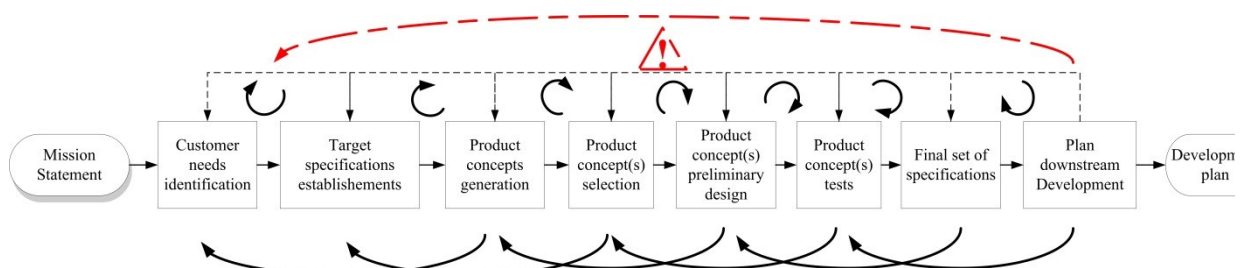 !
Mission
Statement
Customer
needs
identification
Target
specifications
establishements
Product
concepts
generation
Product
concept(s)
selection
Product
concept(s)
preliminary
design
Product
concept(s)
tests
Final set of
specifications
Plan
downstream
Development
Developme
plan